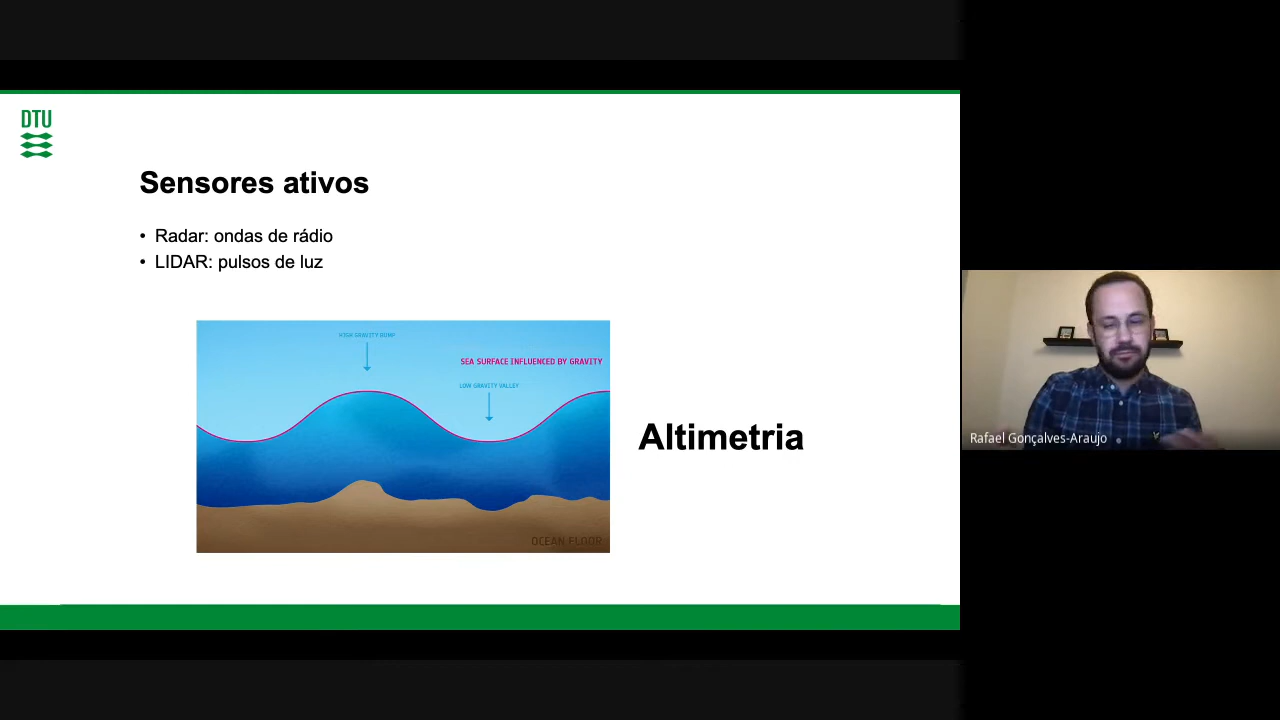 DTU
Sensores ativos
• Radar: ondas de rádio
• LIDAR: pulsos de luz
HIGH GRAVITY BUMP
SEA SURFACE INFLUENCED BY GRAVITY
LOW GRAVITY VALLEY
Altimetria
OCEAN FLOOR
Rafael Gonçalves-Araujo